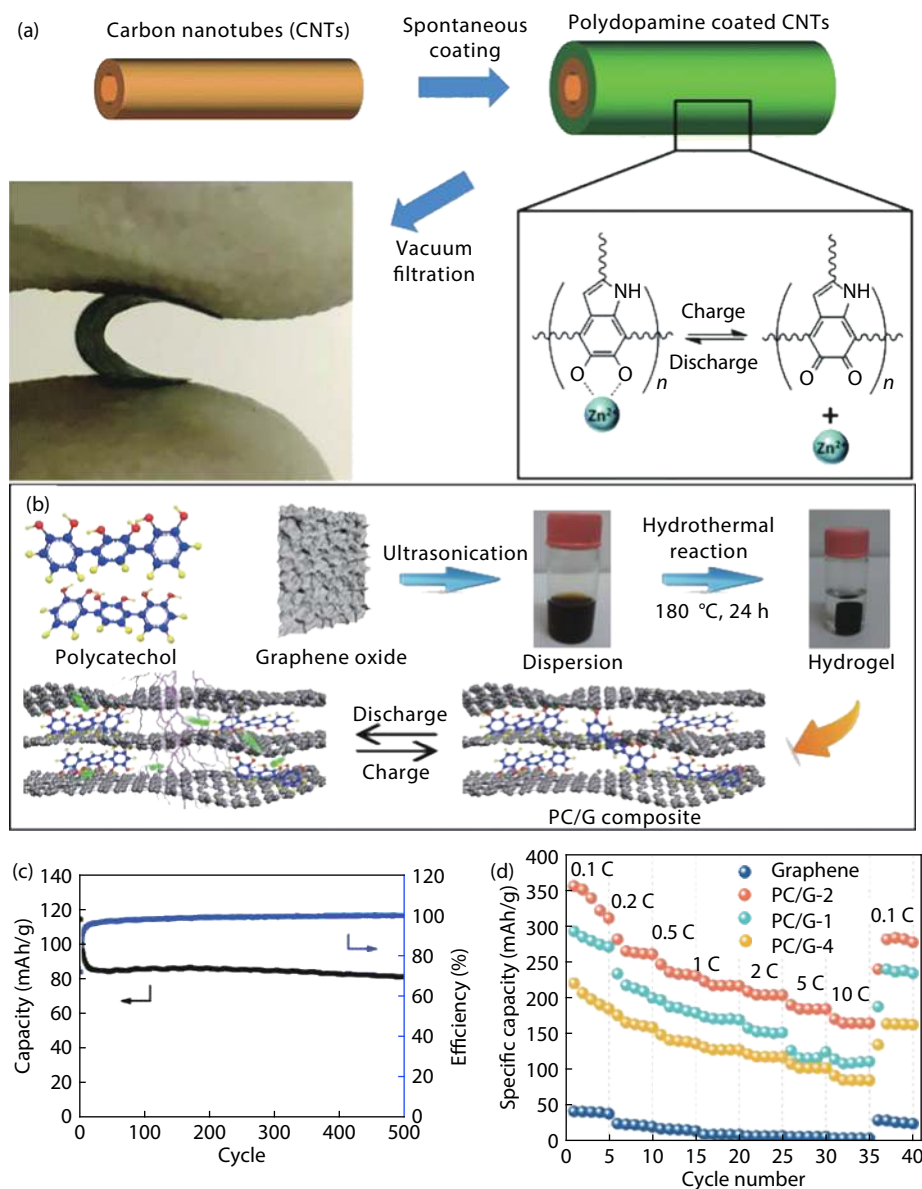 (a)
Carbon nanotubes (CNTs)
Spontaneous
coating
Polydopamine coated CNTs
Vacuum
filtration
NH
O
O
n
Zn2+
Charge
Discharge
NH
O
O
n
+
Zn2+
(b)
Polycatechol
Graphene oxide
Ultrasonication
Dispersion
Hydrothermal
reaction
180 °C, 24 h
Hydrogel
Discharge
Charge
PC/G composite
(c)
Capacity (mAh/g)
140
120
100
80
60
40
20
0
0
100
200
300
400
500
Cycle
120
100
80
60
40
20
0
Efficiency (%)
(d)
Specific capacity (mAh/g)
400
350
300
250
200
150
100
50
0
0
5
10
15
20
25
30
35
40
Cycle number
0.1 C
0.2 C
0.5 C
1 C
2 C
5 C
10 C
0.1 C
Graphene
PC/G-2
PC/G-1
PC/G-4